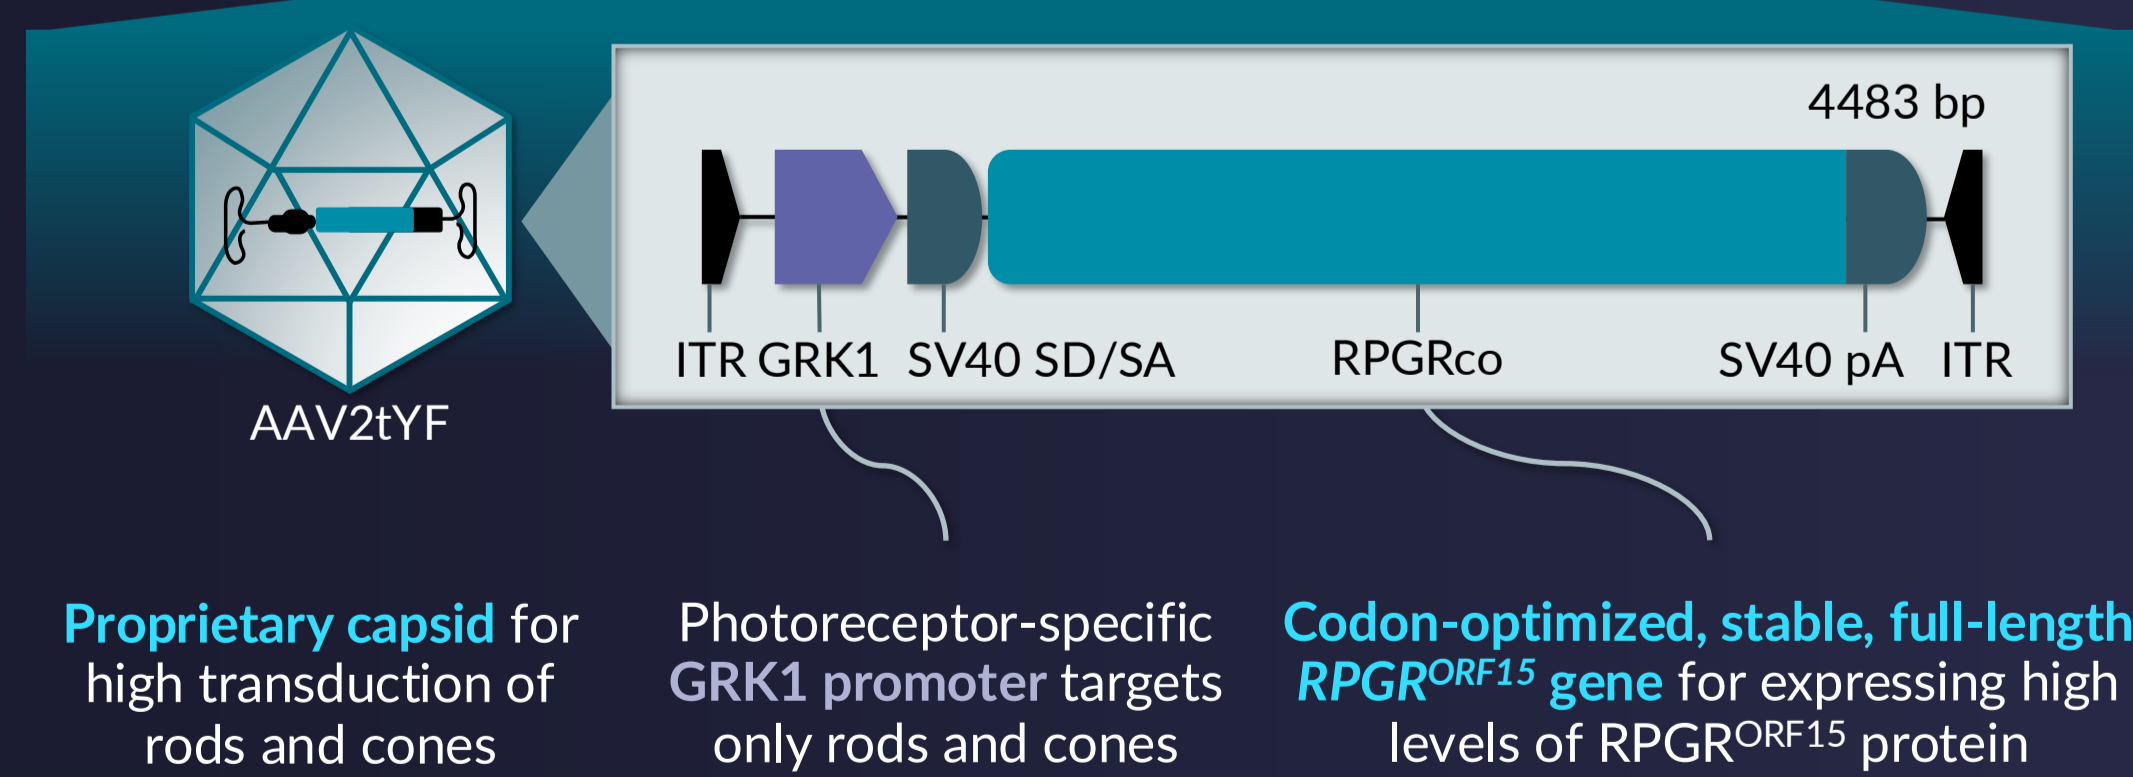 4483 bp
ITR GRK1 SV40 SD/SA RPGRco SV40 pA ITR
AAV2tYF
Proprietary capsid for
high transduction of
rods and cones
Photoreceptor-specific
GRK1 promoter targets
only rods and cones
Codon-optimized, stable, full-length
RPGRᴼᴿᶠ¹⁵ gene for expressing high
levels of RPGRᴼᴿᶠ¹⁵ protein